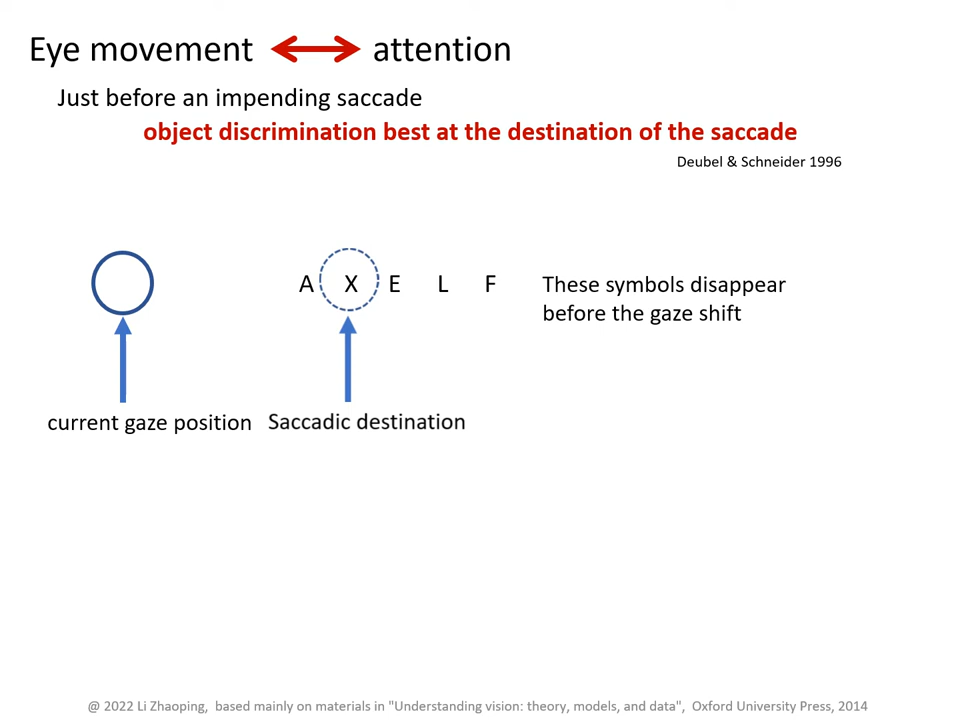 Eye movement attention
Just before an impending saccade
object discrimination best at the destination of the saccade
Deubel & Schneider 1996
A X E L F
These symbols disappear
before the gaze shift
current gaze position
Saccadic destination
@ 2022 Li Zhaoping, based mainly on materials in "Understanding vision: theory, models, and data", Oxford University Press, 2014